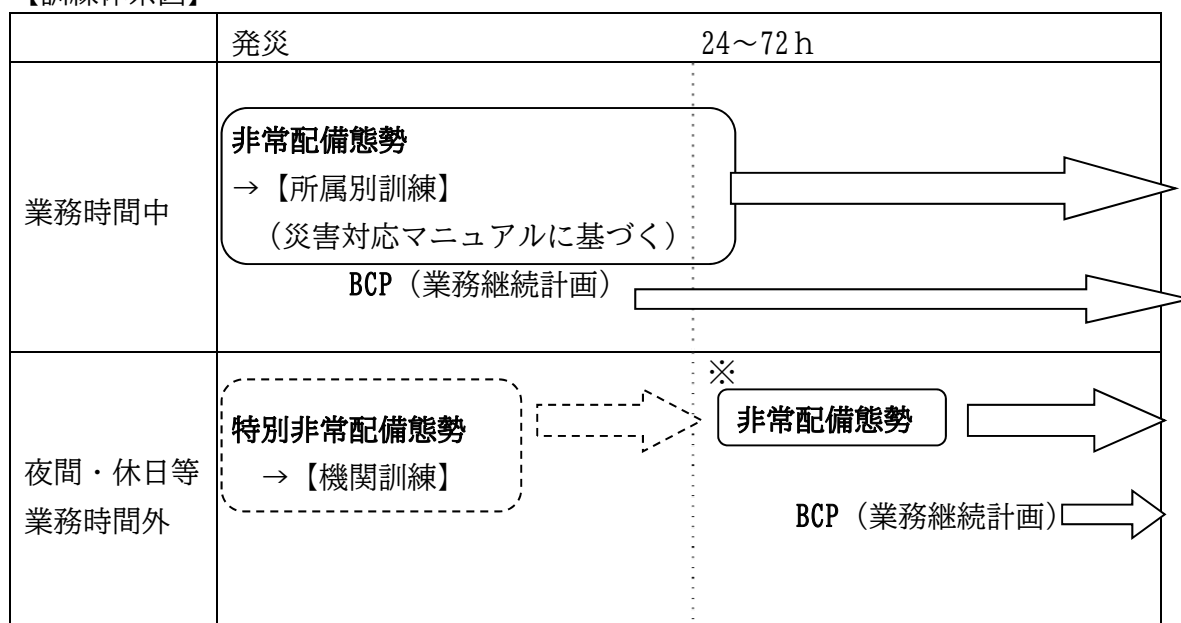 【訓練体系図】
発災
24～72ｈ
業務時間中
非常配備態勢
→【所属別訓練】
（災害対応マニュアルに基づく）
BCP（業務継続計画）
夜間・休日等
業務時間外
特別非常配備態勢
→【機関訓練】
※
非常配備態勢
BCP（業務継続計画）